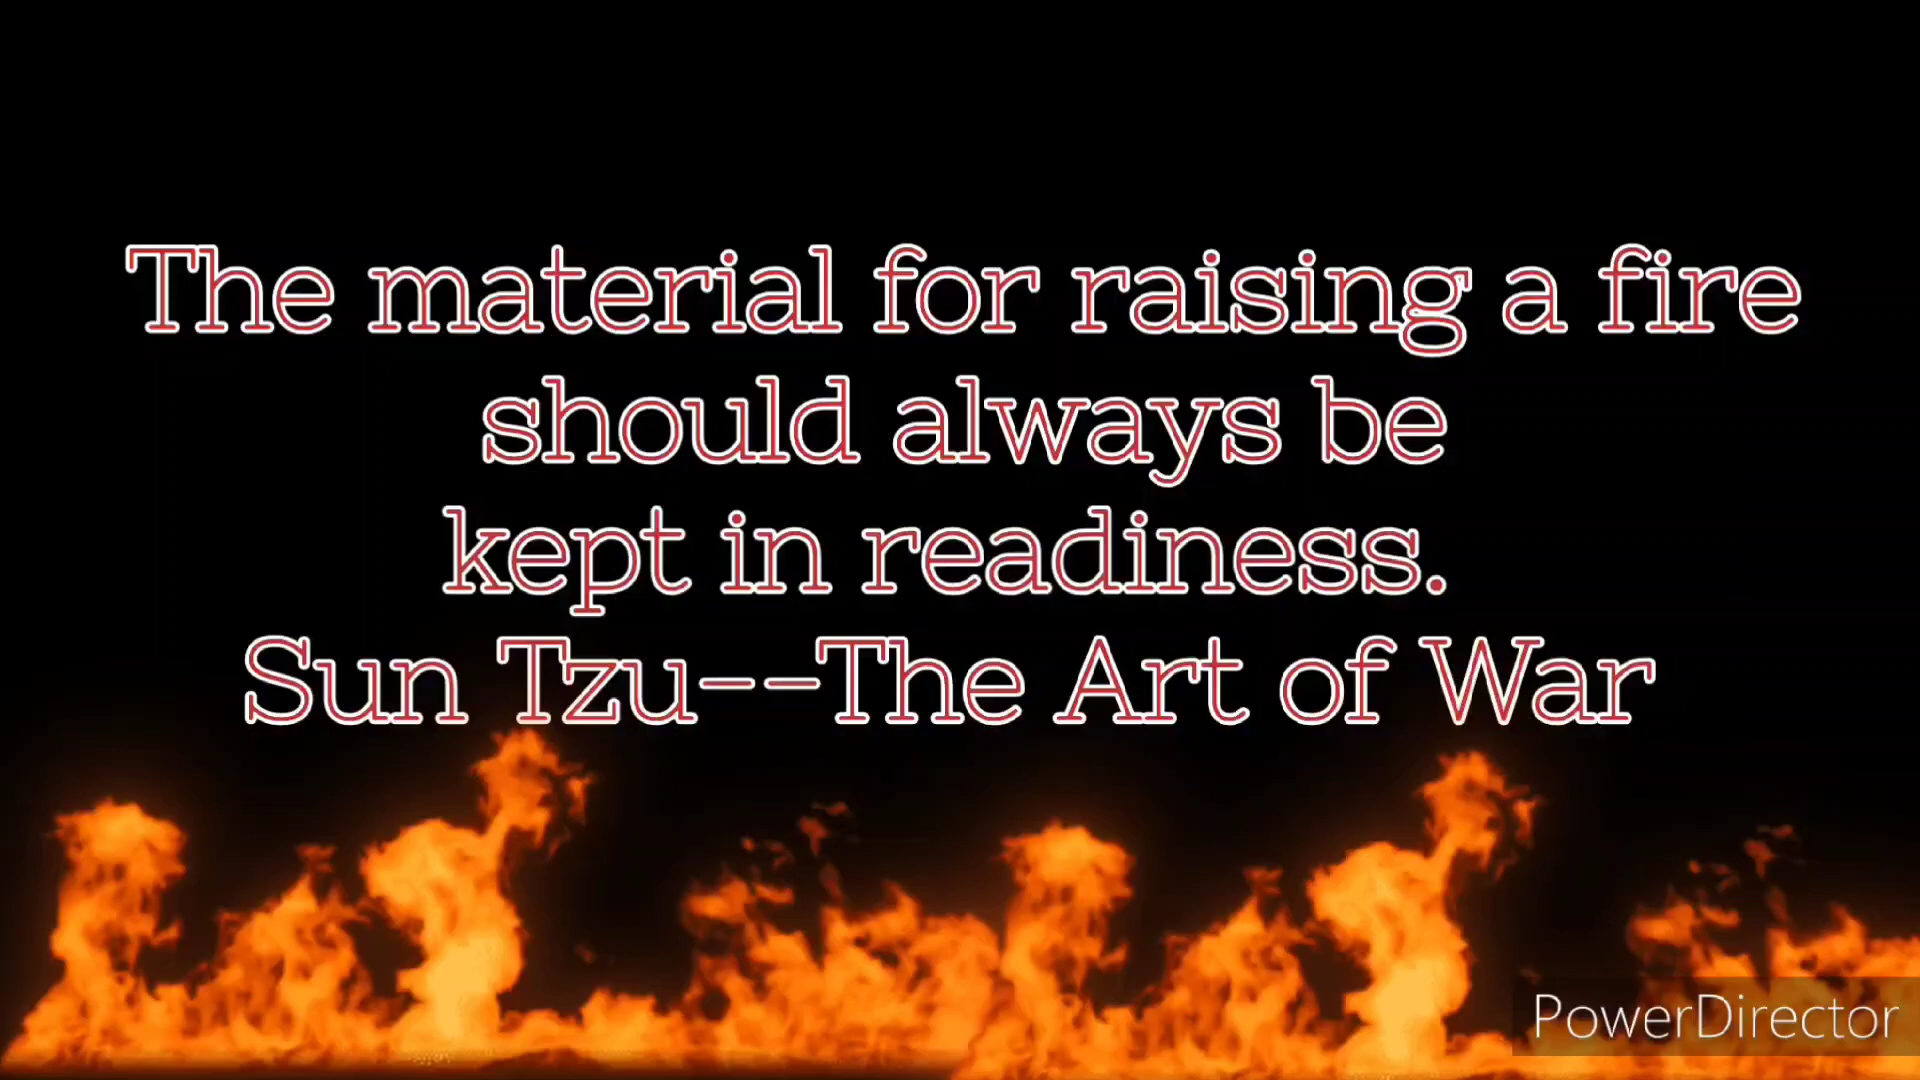 The material for raising a fire
should always be
kept in readiness.
Sun Tzu--The Art of War
PowerDirector